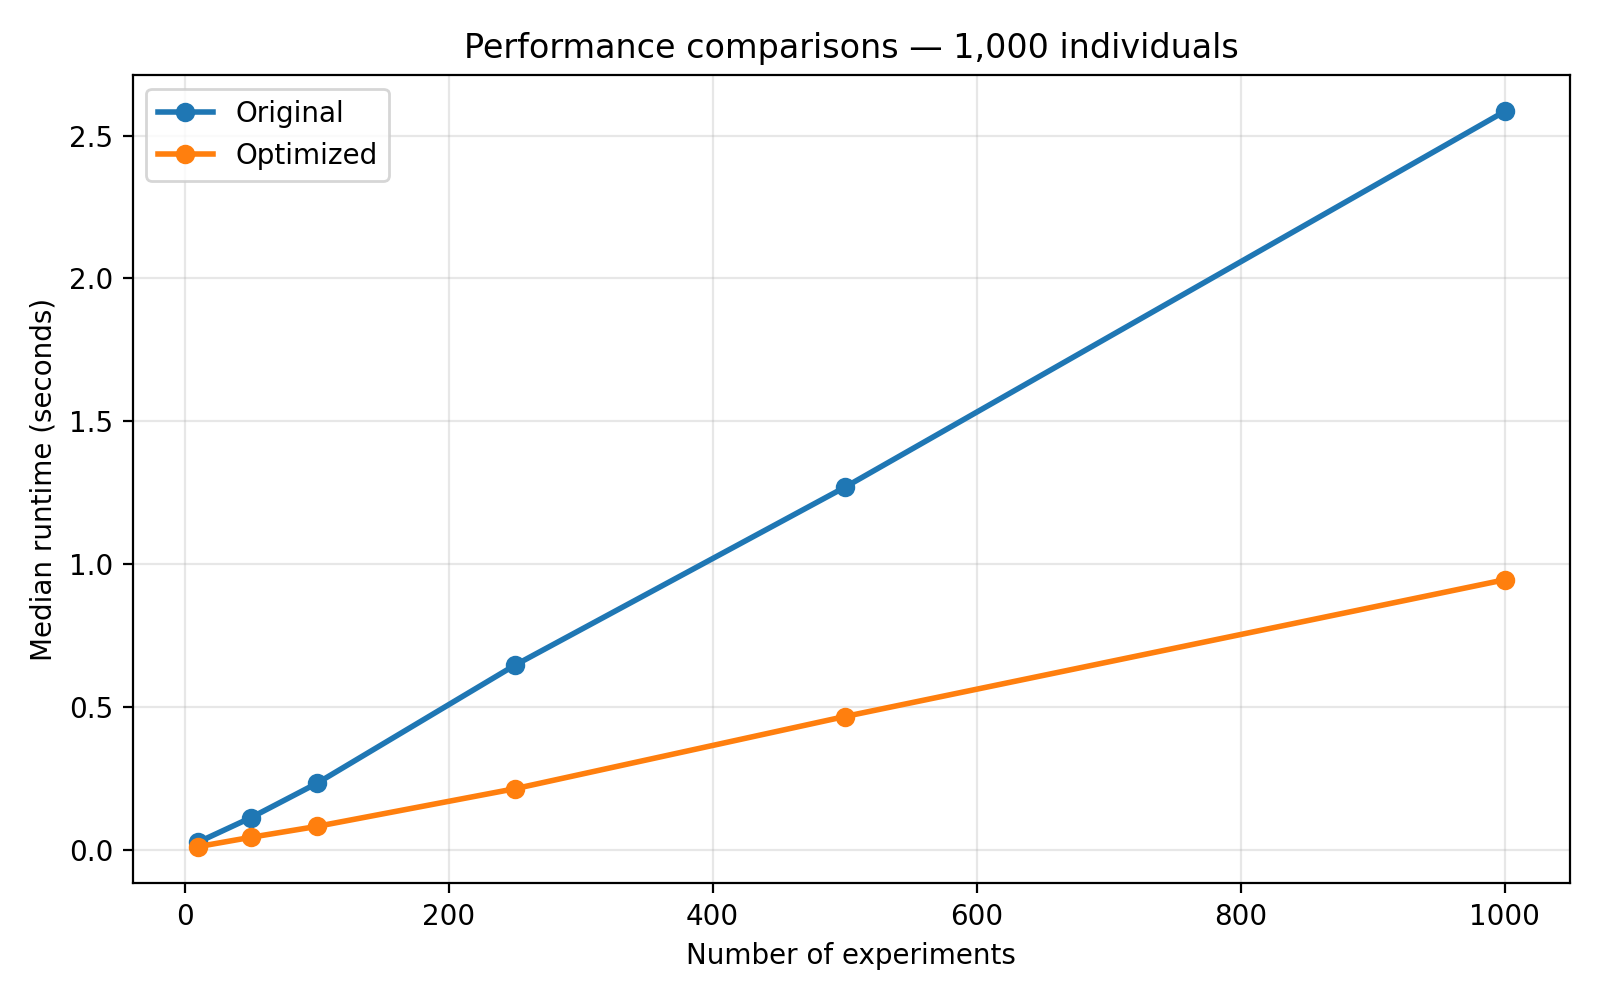 Performance comparisons — 1,000 individuals
Original
Optimized
Median runtime (seconds)
2.5
2.0
1.5
1.0
0.5
0.0
0 200 400 600 800 1000
Number of experiments